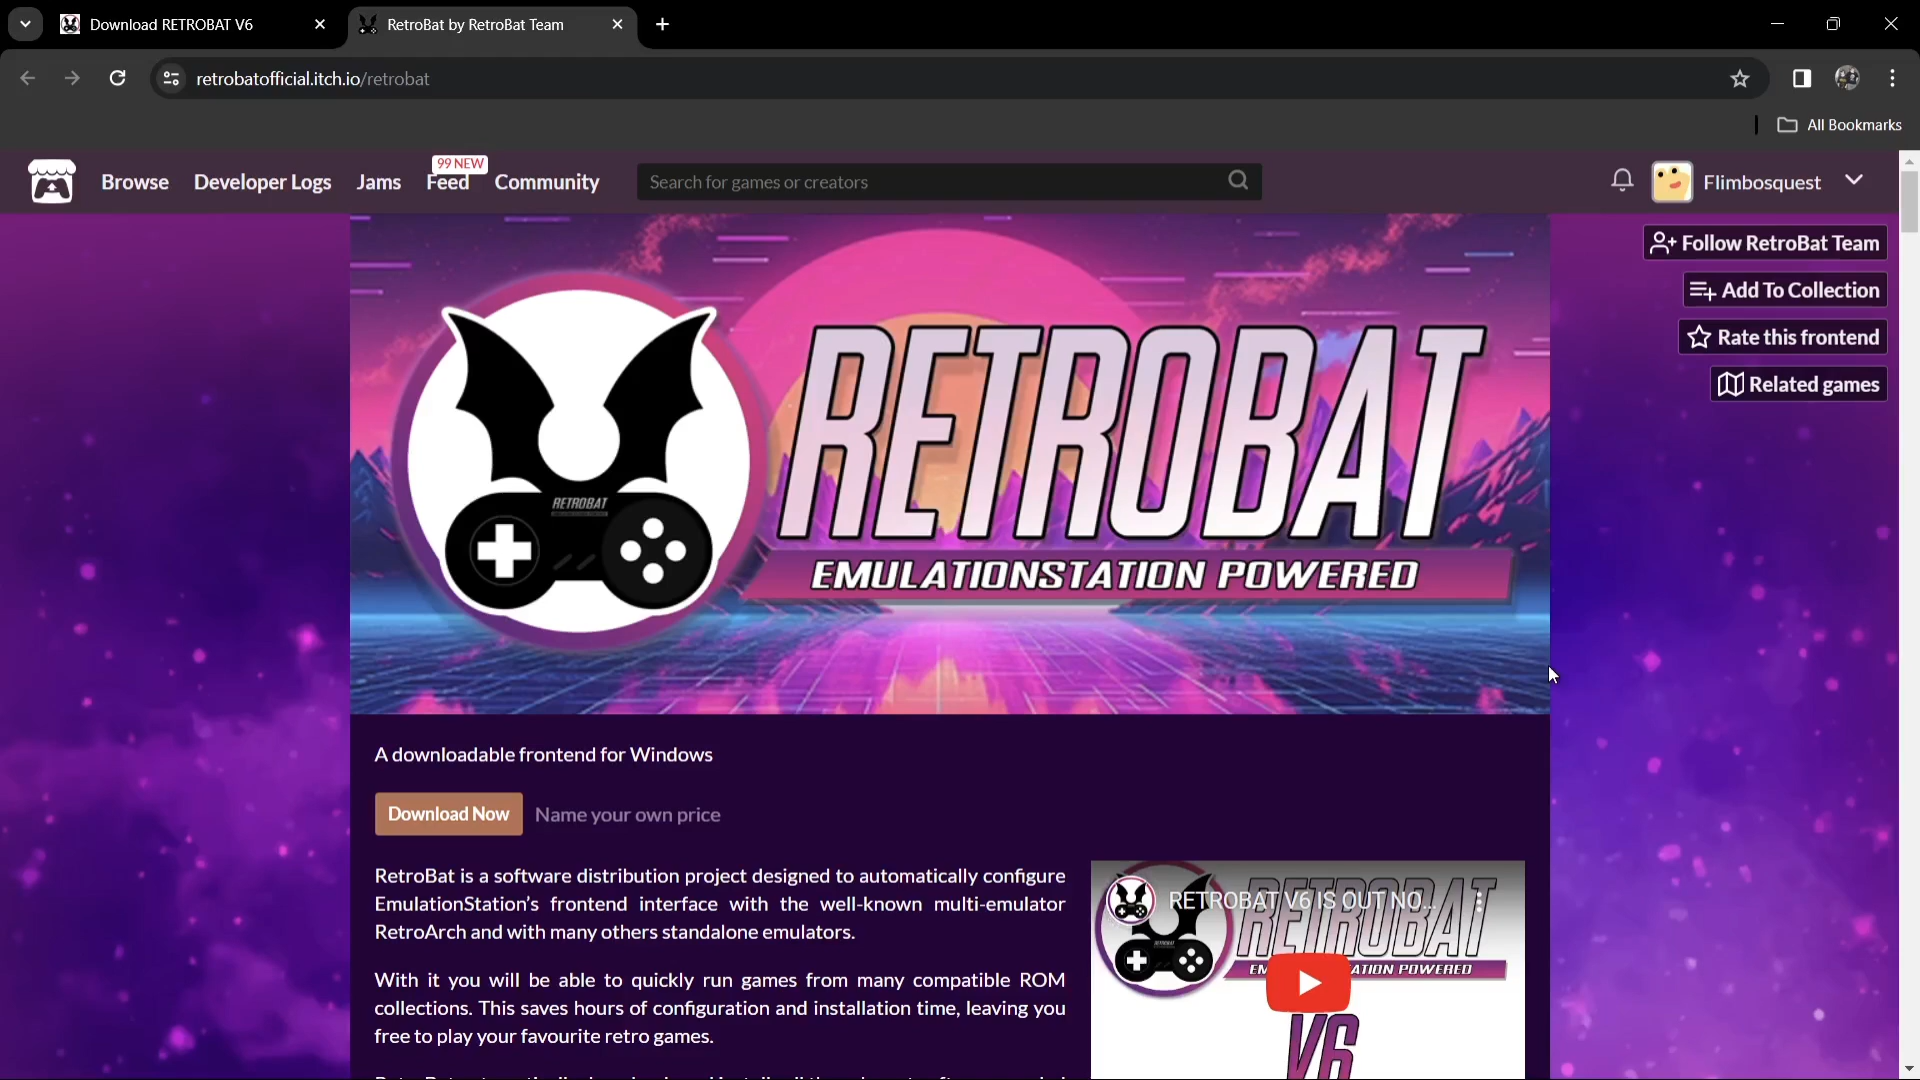 Download RETROBAT V6
RetroBat by RetroBat Team
retrobatofficial.itch.io/retrobat
All Bookmarks
99 NEW
Browse Developer Logs Jams Feed Community
Search for games or creators
Flimbosquest
Follow RetroBat Team
Add To Collection
Rate this frontend
Related games
RETROBAT
RETROBAT
EMULATIONSTATION POWERED
A downloadable frontend for Windows
Download Now Name your own price
RetroBat is a software distribution project designed to automatically configure
EmulationStation's frontend interface with the well-known multi-emulator
RetroArch and with many others standalone emulators.
With it you will be able to quickly run games from many compatible ROM
collections. This saves hours of configuration and installation time, leaving you
free to play your favourite retro games.
RETROBAT V6 IS OUT NO...
RETROBAT
V6